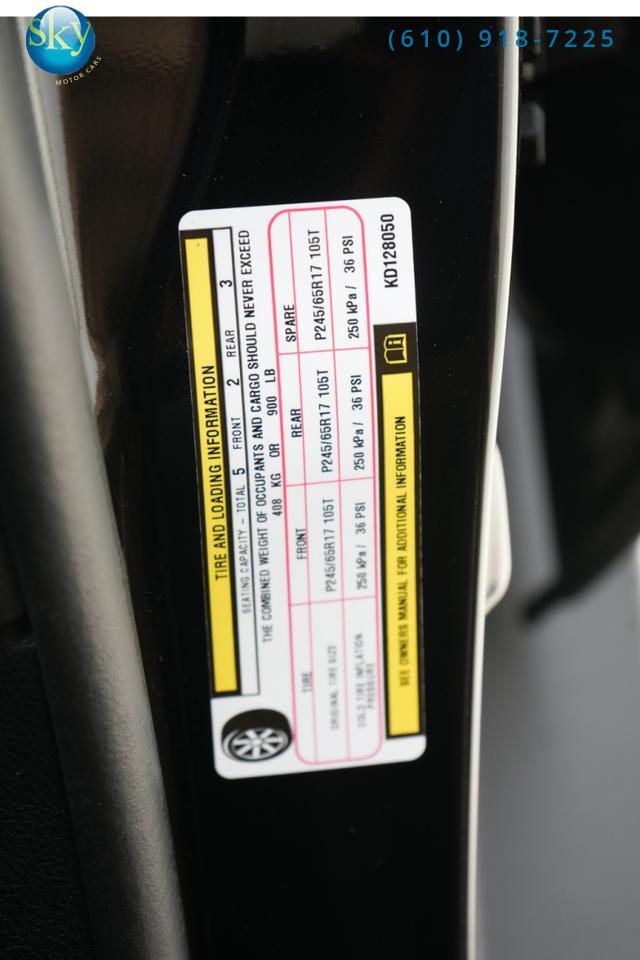 Sky
MOTOR CARS
(610) 918-7225
TIRE AND LOADING INFORMATION
SEATING CAPACITY - TOTAL 5 FRONT 2 REAR 3
THE COMBINED WEIGHT OF OCCUPANTS AND CARGO SHOULD NEVER EXCEED
408 KG OR 900 LB
TIRE FRONT REAR SPARE
ORIGINAL TIRE SIZE P245/65R17 105T P245/65R17 105T P245/65R17 105T
COLD TIRE INFLATION PRESSURE 250 kPa / 36 PSI 250 kPa / 36 PSI 250 kPa / 36 PSI
SEE OWNERS MANUAL FOR ADDITIONAL INFORMATION
KD128050